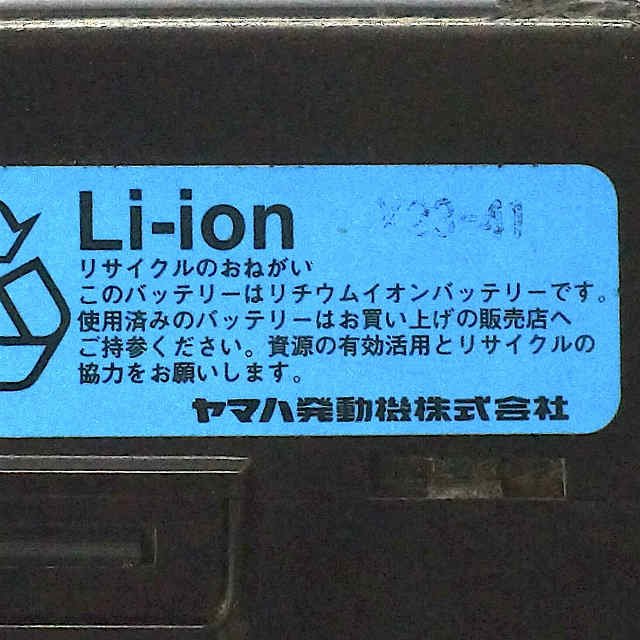 Li-ion
リサイクルのおねがい
このバッテリーはリチウムイオンバッテリーです。
使用済みのバッテリーはお買い上げの販売店へ
ご持参ください。資源の有効活用とリサイクルの
協力をお願いします。
ヤマハ発動機株式会社